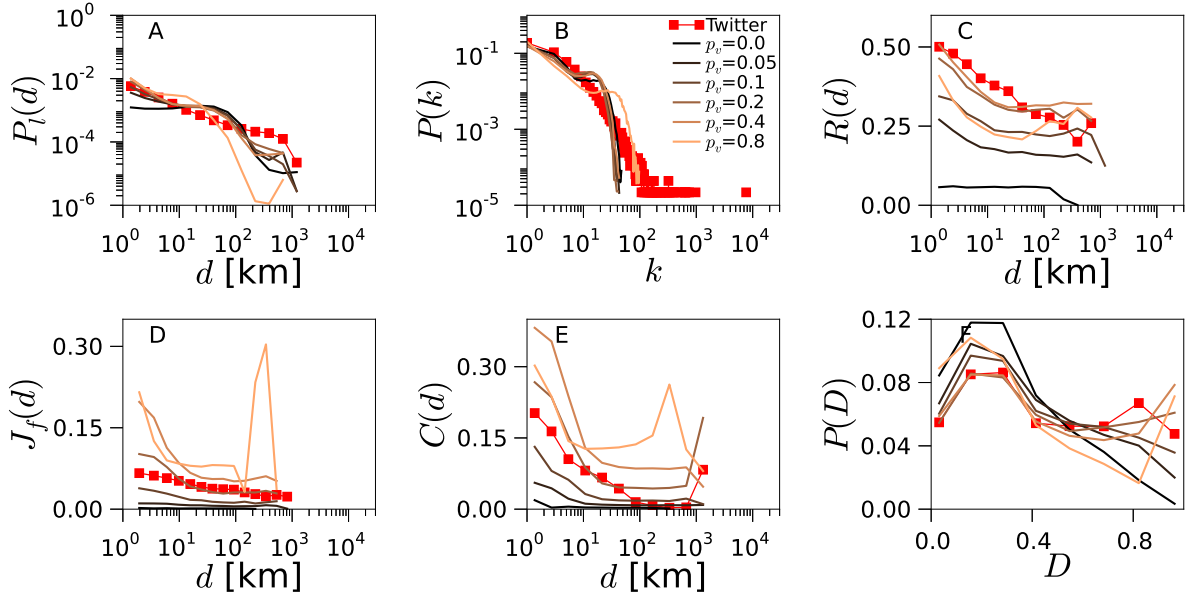 A
10^0
10^-2
10^-4
10^-6
P_l(d)
10^0 10^1 10^2 10^3 10^4
d [km]
B
10^-1
10^-3
10^-5
P(k)
10^0 10^1 10^2 10^3 10^4
k
Twitter
p_v=0.0
p_v=0.05
p_v=0.1
p_v=0.2
p_v=0.4
p_v=0.8
C
0.50
0.25
0.00
R(d)
10^0 10^1 10^2 10^3 10^4
d [km]
D
0.30
0.15
0.00
J_f(d)
10^0 10^1 10^2 10^3 10^4
d [km]
E
0.30
0.15
0.00
C(d)
10^0 10^1 10^2 10^3 10^4
d [km]
F
0.12
0.08
0.04
0.00
P(D)
0.0 0.4 0.8
D